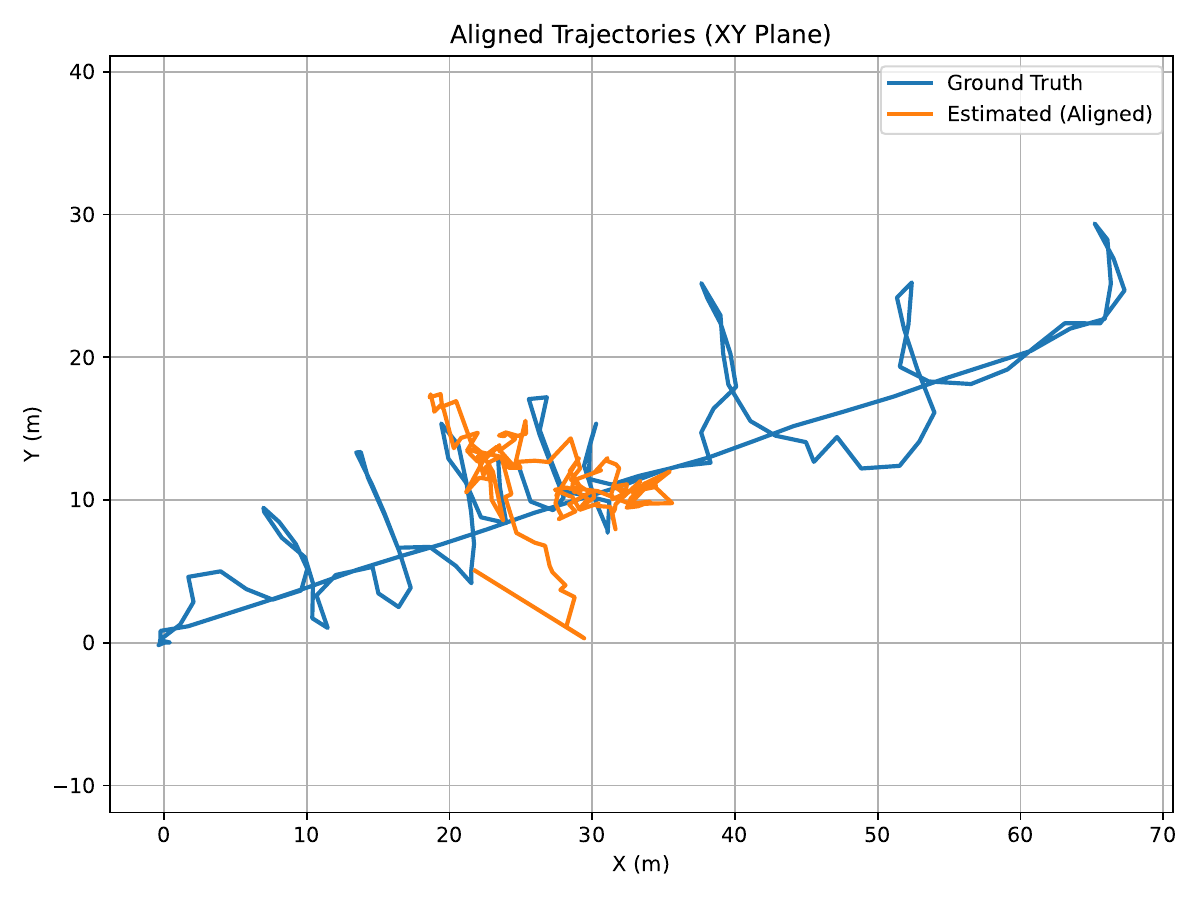 Aligned Trajectories (XY Plane)
Ground Truth
Estimated (Aligned)
Y (m)
40
30
20
10
0
−10
0 10 20 30 40 50 60 70
X (m)